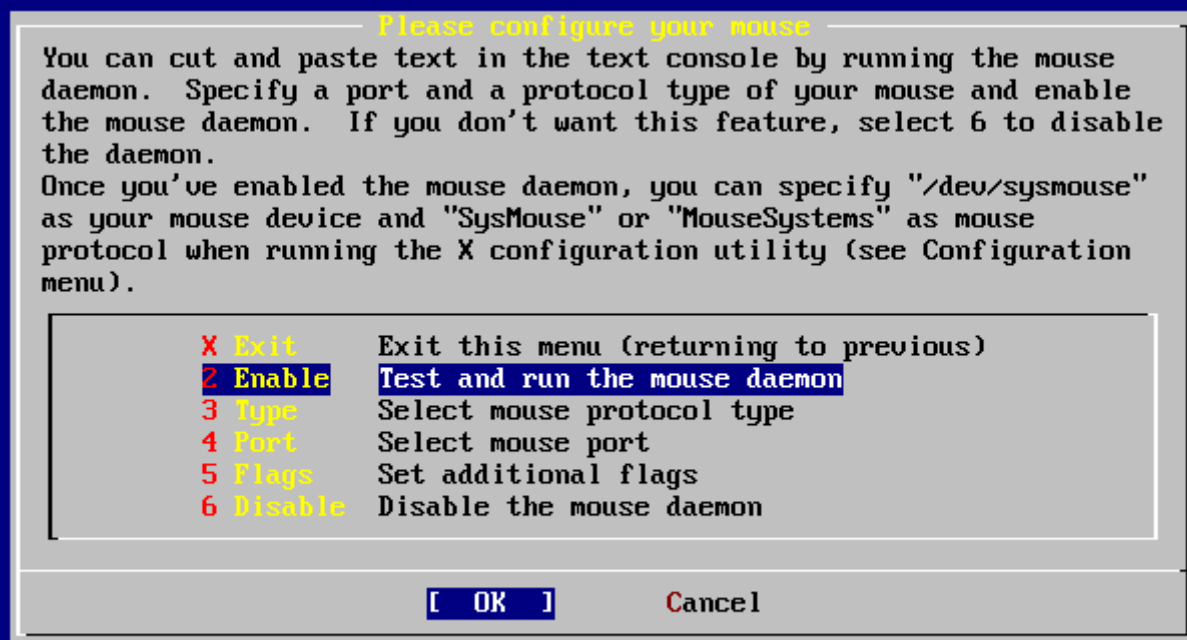 Please configure your mouse
You can cut and paste text in the text console by running the mouse
daemon.  Specify a port and a protocol type of your mouse and enable
the mouse daemon.  If you don't want this feature, select 6 to disable
the daemon.
Once you've enabled the mouse daemon, you can specify "/dev/sysmouse"
as your mouse device and "SysMouse" or "MouseSystems" as mouse
protocol when running the X configuration utility (see Configuration
menu).
X Exit     Exit this menu (returning to previous)
2 Enable   Test and run the mouse daemon
3 Type     Select mouse protocol type
4 Port     Select mouse port
5 Flags    Set additional flags
6 Disable  Disable the mouse daemon
[  OK  ]       Cancel